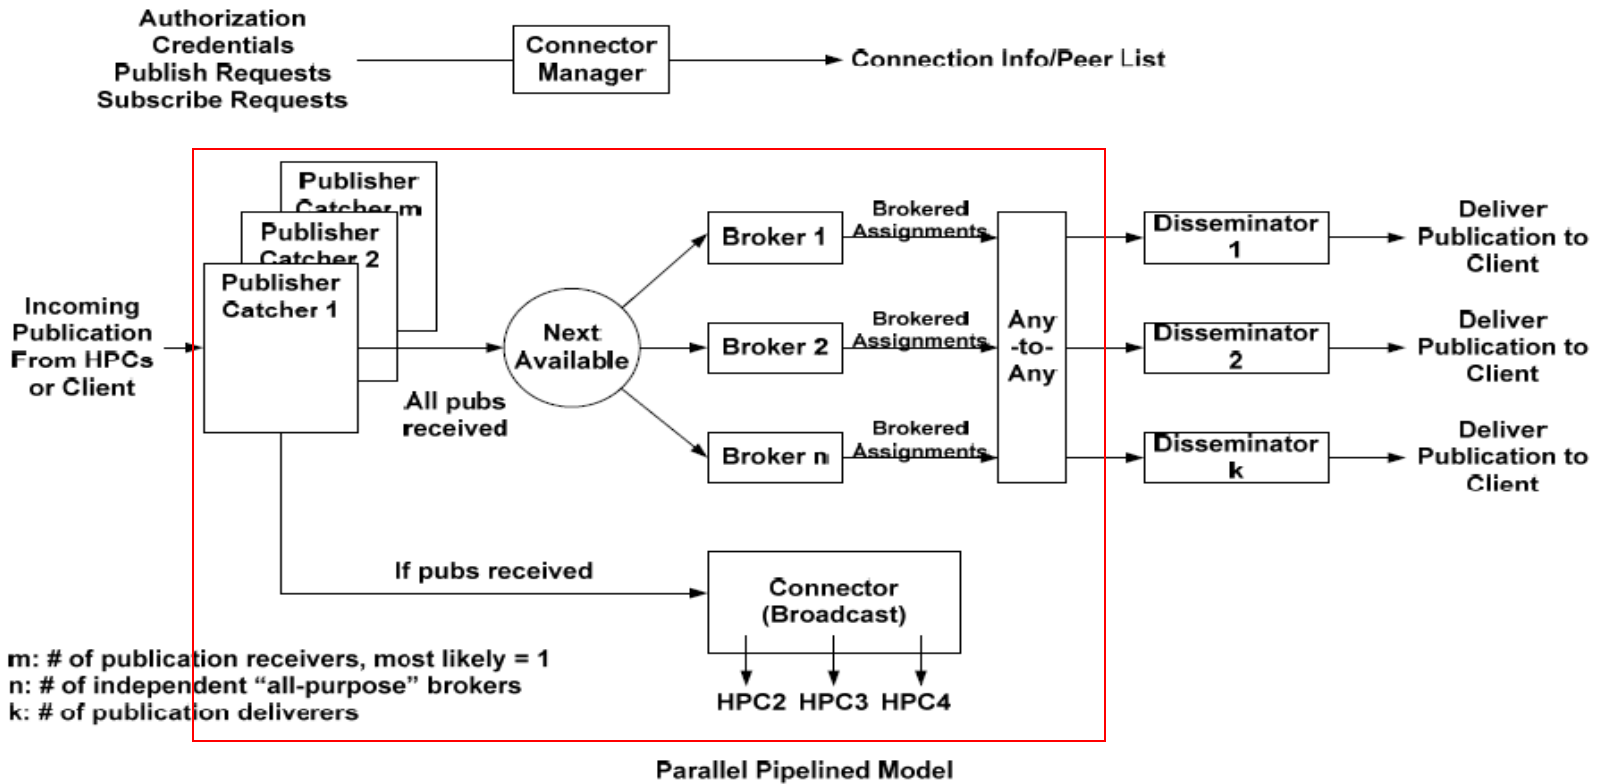 Authorization
Credentials
Publish Requests
Subscribe Requests
Connector
Manager
Connection Info/Peer List
Publisher
Catcher m
Publisher
Catcher 2
Publisher
Catcher 1
Incoming
Publication
From HPCs
or Client
All pubs
received
Next
Available
Broker 1
Broker 2
Broker n
Brokered
Assignments
Brokered
Assignments
Brokered
Assignments
Any
-to-
Any
Disseminator
1
Disseminator
2
Disseminator
k
Deliver
Publication to
Client
Deliver
Publication to
Client
Deliver
Publication to
Client
If pubs received
Connector
(Broadcast)
HPC2 HPC3 HPC4
m: # of publication receivers, most likely = 1
n: # of independent “all-purpose” brokers
k: # of publication deliverers
Parallel Pipelined Model